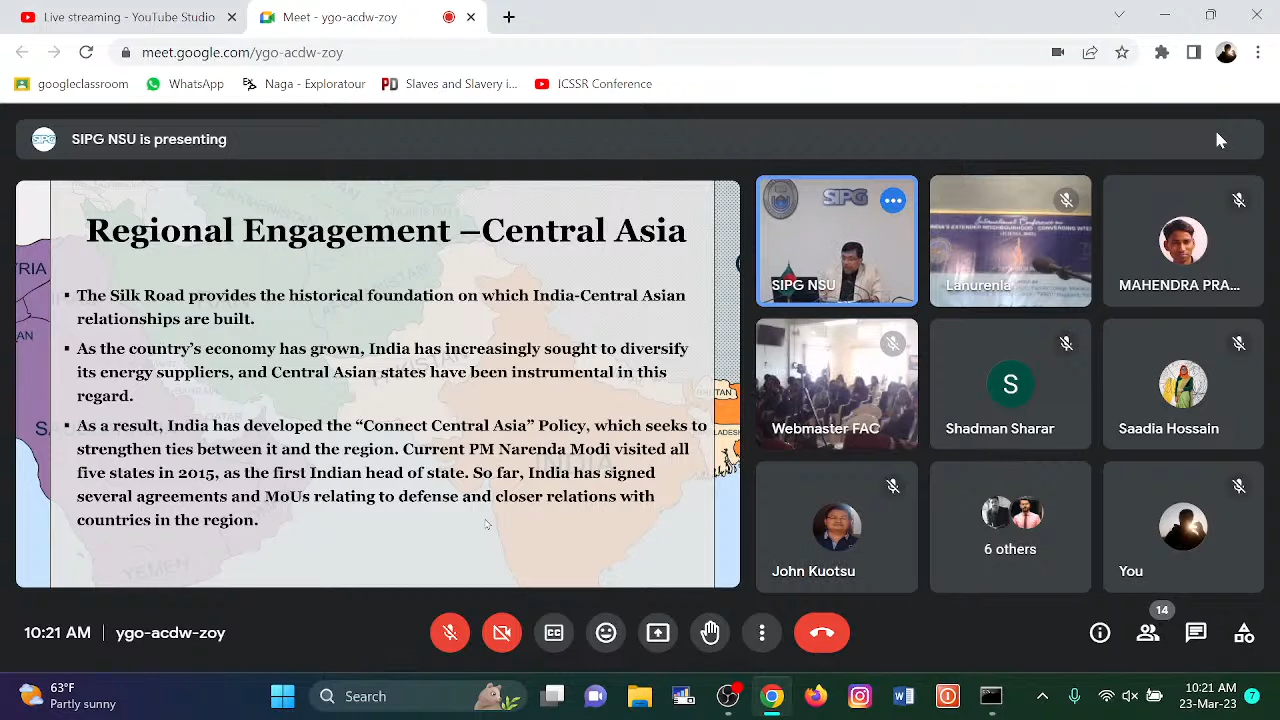 Live streaming - YouTube Studio
Meet - ygo-acdw-zoy
meet.google.com/ygo-acdw-zoy
googleclassroom
WhatsApp
Naga - Exploratour
Slaves and Slavery i...
ICSSR Conference
SIPG NSU is presenting
Regional Engagement –Central Asia
▪ The Silk Road provides the historical foundation on which India-Central Asian
relationships are built.
▪ As the country's economy has grown, India has increasingly sought to diversify
its energy suppliers, and Central Asian states have been instrumental in this
regard.
▪ As a result, India has developed the “Connect Central Asia” Policy, which seeks to
strengthen ties between it and the region. Current PM Narenda Modi visited all
five states in 2015, as the first Indian head of state. So far, India has signed
several agreements and MoUs relating to defense and closer relations with
countries in the region.
YEMEN
BHUTAN
SIPG
SIPG NSU
International Conference on
Lanurenla
MAHENDRA PRA...
Webmaster FAC
S
Shadman Sharar
Saadia Hossain
John Kuotsu
6 others
You
10:21 AM | ygo-acdw-zoy
14
63°F
Partly sunny
Search
10:21 AM
23-Mar-23
7